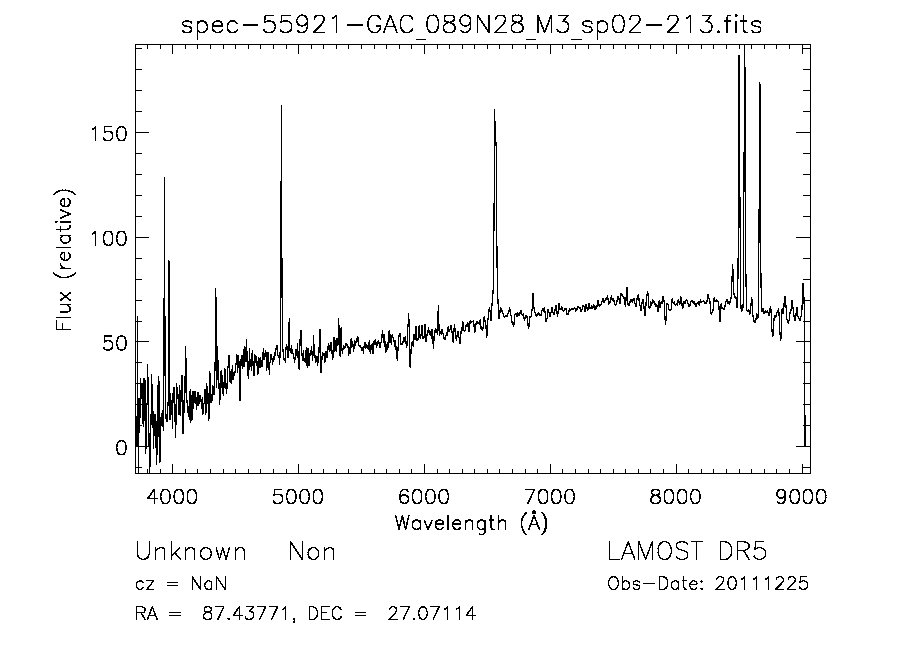 spec-55921-GAC_089N28_M3_sp02-213.fits
150
100
50
0
Flux (relative)
4000 5000 6000 7000 8000 9000
Wavelength (Å)
Unknown Non LAMOST DR5
cz = NaN Obs-Date: 20111225
RA = 87.43771, DEC = 27.07114